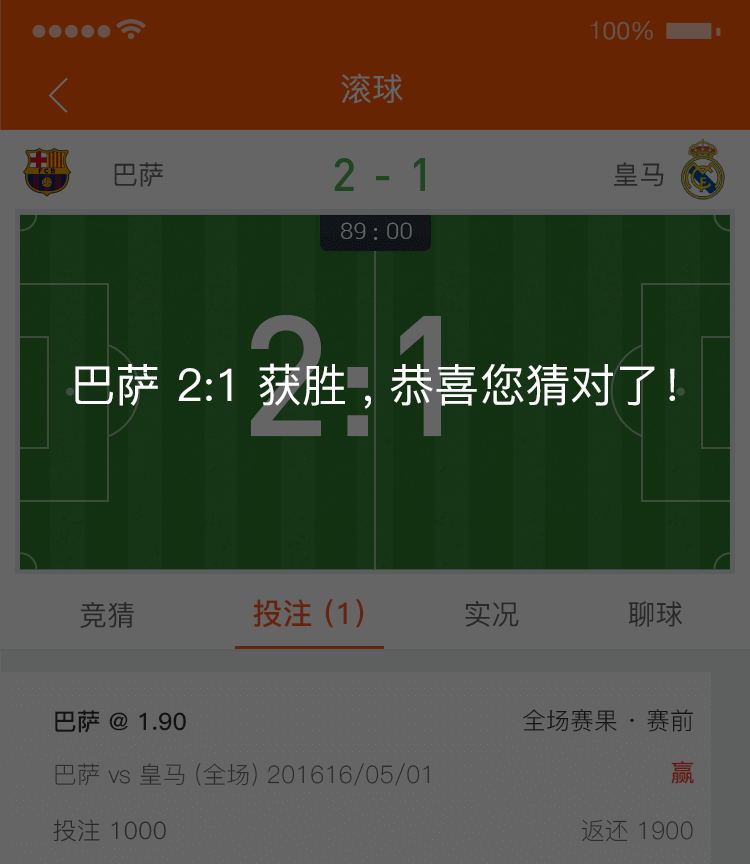 100%
滚球
巴萨 2 - 1 皇马
89 : 00
2:1
巴萨 2:1 获胜，恭喜您猜对了！
竞猜 投注 (1) 实况 聊球
巴萨 @ 1.90 全场赛果 · 赛前
巴萨 vs 皇马 (全场) 201616/05/01 赢
投注 1000 返还 1900